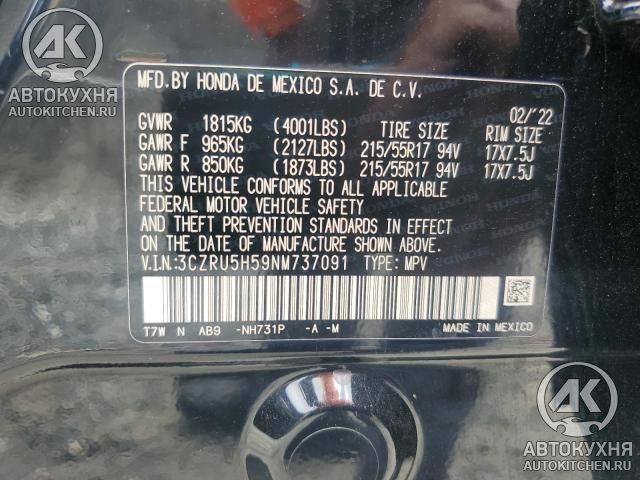 AK
АВТОКУХНЯ
AUTOKITCHEN.RU
MFD.BY HONDA DE MEXICO S.A. DE C.V.
02/'22
GVWR 1815KG (4001LBS) TIRE SIZE RIM SIZE
GAWR F 965KG (2127LBS) 215/55R17 94V 17X7.5J
GAWR R 850KG (1873LBS) 215/55R17 94V 17X7.5J
THIS VEHICLE CONFORMS TO ALL APPLICABLE
FEDERAL MOTOR VEHICLE SAFETY
AND THEFT PREVENTION STANDARDS IN EFFECT
ON THE DATE OF MANUFACTURE SHOWN ABOVE.
V.I.N.:3CZRU5H59NM737091 TYPE: MPV
T7W N AB9 -NH731P -A -M MADE IN MEXICO
AK
АВТОКУХНЯ
AUTOKITCHEN.RU